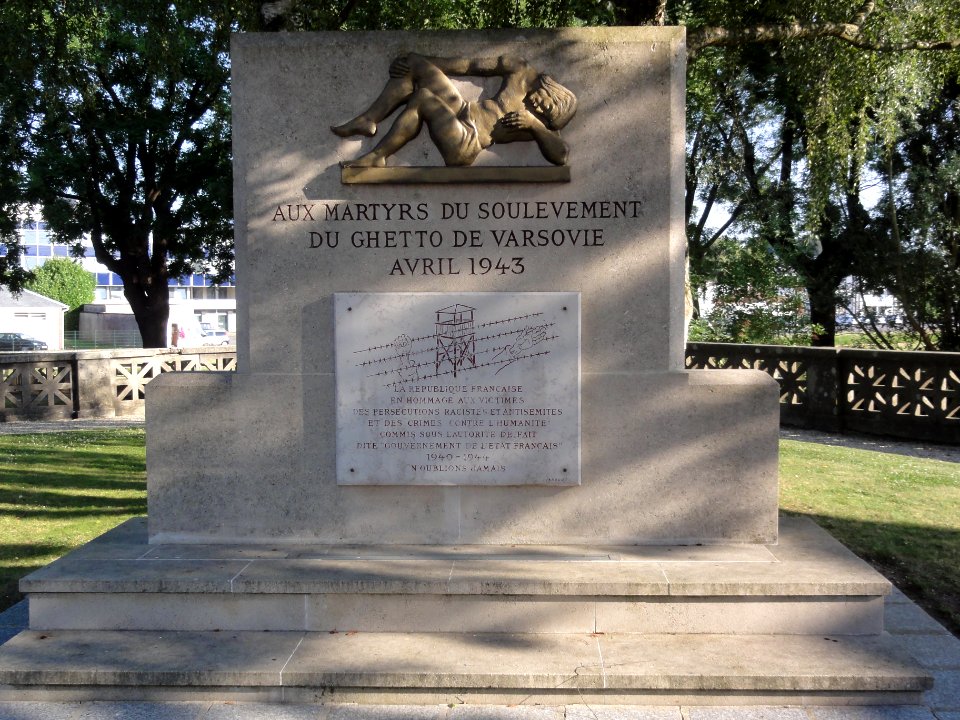 AUX MARTYRS DU SOULEVEMENT
DU GHETTO DE VARSOVIE
AVRIL 1943
LA REPUBLIQUE FRANCAISE
EN HOMMAGE AUX VICTIMES
DES PERSECUTIONS RACISTES ET ANTISEMITES
ET DES CRIMES CONTRE L'HUMANITE
COMMIS SOUS L'AUTORITE DE FAIT
DITE "GOUVERNEMENT DE L'ETAT FRANCAIS"
1940-1944
N'OUBLIONS JAMAIS